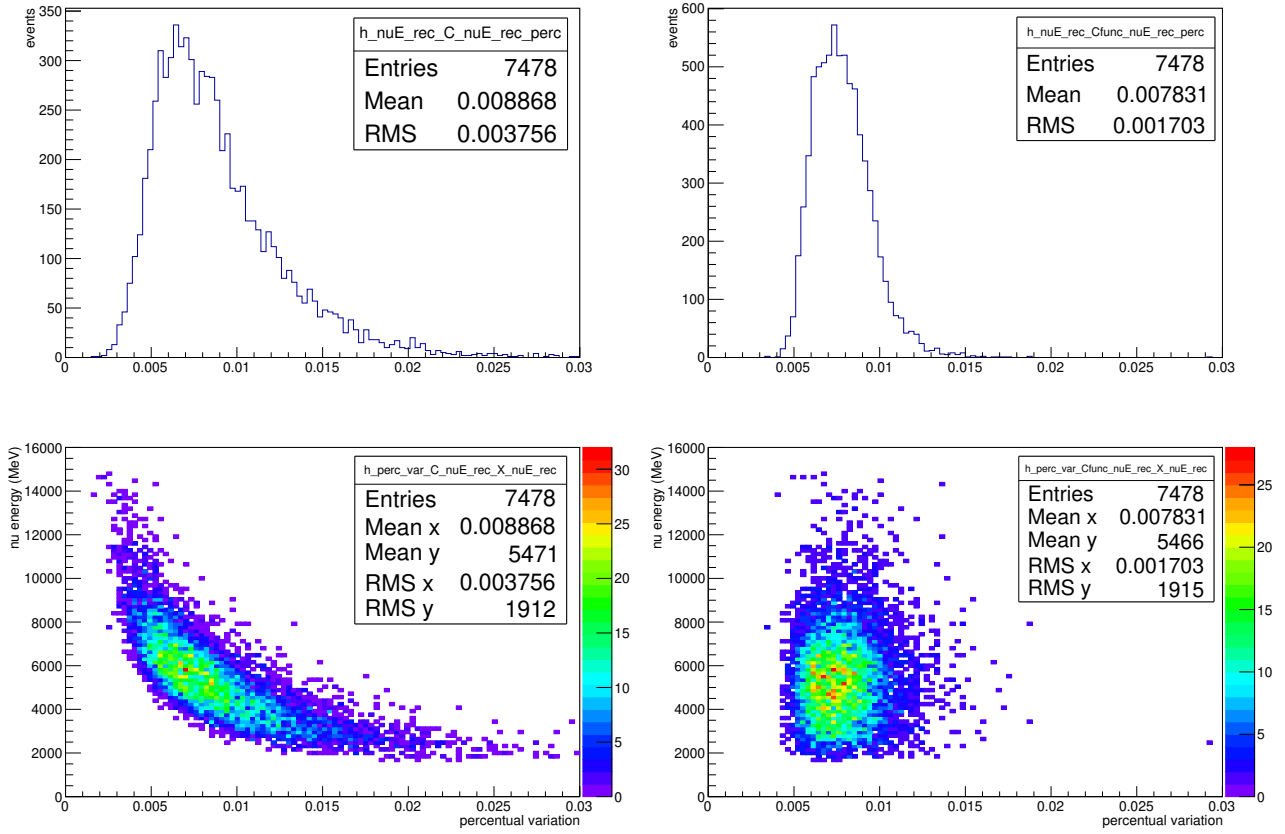 events
350
300
250
200
150
100
50
0
0 0.005 0.01 0.015 0.02 0.025 0.03
h_nuE_rec_C_nuE_rec_perc
Entries 7478
Mean 0.008868
RMS 0.003756
events
600
500
400
300
200
100
0
0 0.005 0.01 0.015 0.02 0.025 0.03
h_nuE_rec_Cfunc_nuE_rec_perc
Entries 7478
Mean 0.007831
RMS 0.001703
nu energy (MeV)
16000
14000
12000
10000
8000
6000
4000
2000
0
0 0.005 0.01 0.015 0.02 0.025 0.03
percentual variation
h_perc_var_C_nuE_rec_X_nuE_rec
Entries 7478
Mean x 0.008868
Mean y 5471
RMS x 0.003756
RMS y 1912
30
25
20
15
10
5
0
nu energy (MeV)
16000
14000
12000
10000
8000
6000
4000
2000
0
0 0.005 0.01 0.015 0.02 0.025 0.03
percentual variation
h_perc_var_Cfunc_nuE_rec_X_nuE_rec
Entries 7478
Mean x 0.007831
Mean y 5466
RMS x 0.001703
RMS y 1915
25
20
15
10
5
0